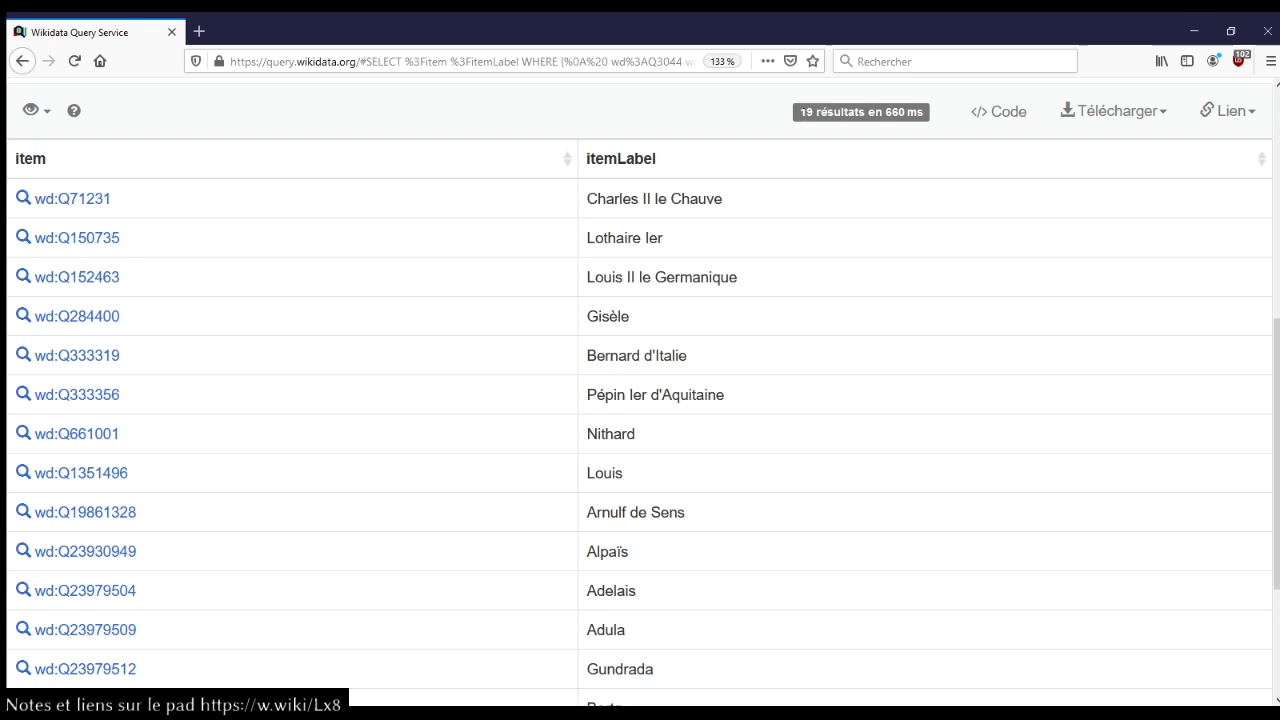 Wikidata Query Service
https://query.wikidata.org/#SELECT %3Fitem %3FitemLabel WHERE {%0A%20 wd%3AQ3044 w
133 %
Rechercher
102
19 résultats en 660 ms
</> Code
Télécharger
Lien
item itemLabel
wd:Q71231 Charles II le Chauve
wd:Q150735 Lothaire Ier
wd:Q152463 Louis II le Germanique
wd:Q284400 Gisèle
wd:Q333319 Bernard d'Italie
wd:Q333356 Pépin Ier d'Aquitaine
wd:Q661001 Nithard
wd:Q1351496 Louis
wd:Q19861328 Arnulf de Sens
wd:Q23930949 Alpaïs
wd:Q23979504 Adelais
wd:Q23979509 Adula
wd:Q23979512 Gundrada
Notes et liens sur le pad https://w.wiki/Lx8